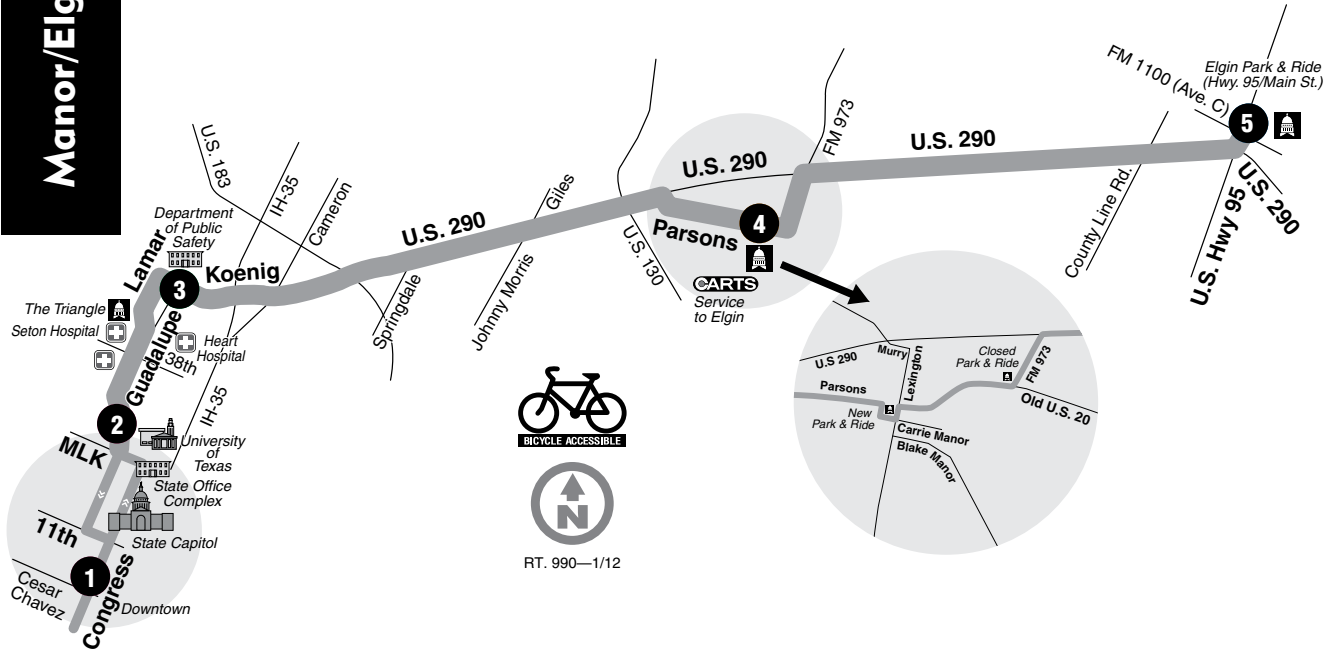 Manor/Elg
FM 1100 (Ave. C)
Elgin Park & Ride
(Hwy. 95/Main St.)
5
U.S. 290
U.S. Hwy 95
County Line Rd.
U.S. 290
FM 973
U.S. 290
4
Parsons
CARTS
Service
to Elgin
U.S. 130
Giles
Johnny Morris
U.S. 290
Springdale
Cameron
IH-35
U.S. 183
Department
of Public
Safety
Lamar
3
Koenig
The Triangle
Seton Hospital
Guadalupe
Heart
Hospital
38th
IH-35
2
MLK
University
of
Texas
State Office
Complex
State Capitol
11th
1
Congress
Cesar
Chavez
Downtown
BICYCLE ACCESSIBLE
N
RT. 990—1/12
U.S 290
Murry
Lexington
Closed
Park & Ride
FM 973
Parsons
New
Park & Ride
Old U.S. 20
Carrie Manor
Blake Manor